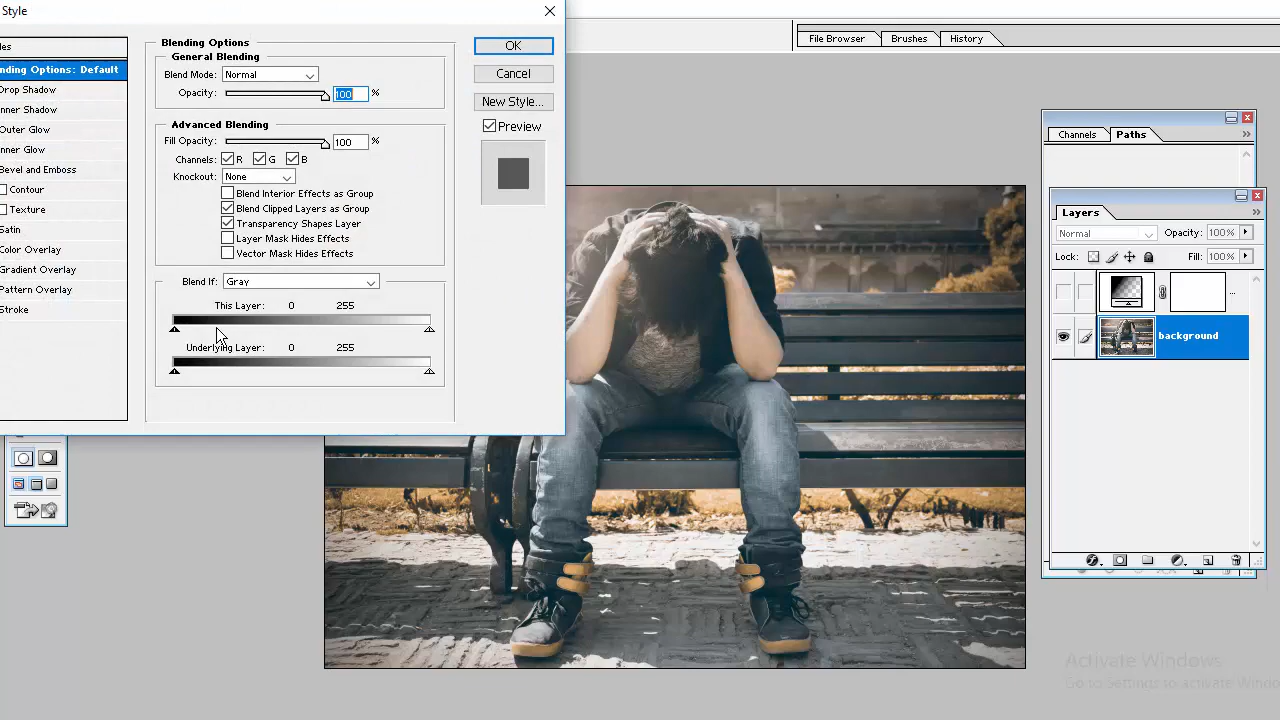 Style
les
nding Options: Default
Drop Shadow
nner Shadow
Outer Glow
nner Glow
Bevel and Emboss
Contour
Texture
Satin
Color Overlay
Gradient Overlay
Pattern Overlay
Stroke
Blending Options
General Blending
Blend Mode: Normal
Opacity: 100 %
Advanced Blending
Fill Opacity: 100 %
Channels: R G B
Knockout: None
Blend Interior Effects as Group
Blend Clipped Layers as Group
Transparency Shapes Layer
Layer Mask Hides Effects
Vector Mask Hides Effects
Blend If: Gray
This Layer: 0 255
Underlying Layer: 0 255
OK
Cancel
New Style...
Preview
File Browser Brushes History
Channels Paths
Layers
Normal Opacity: 100%
Lock: Fill: 100%
...
background
Activate Windows
Go to Settings to activate Windo